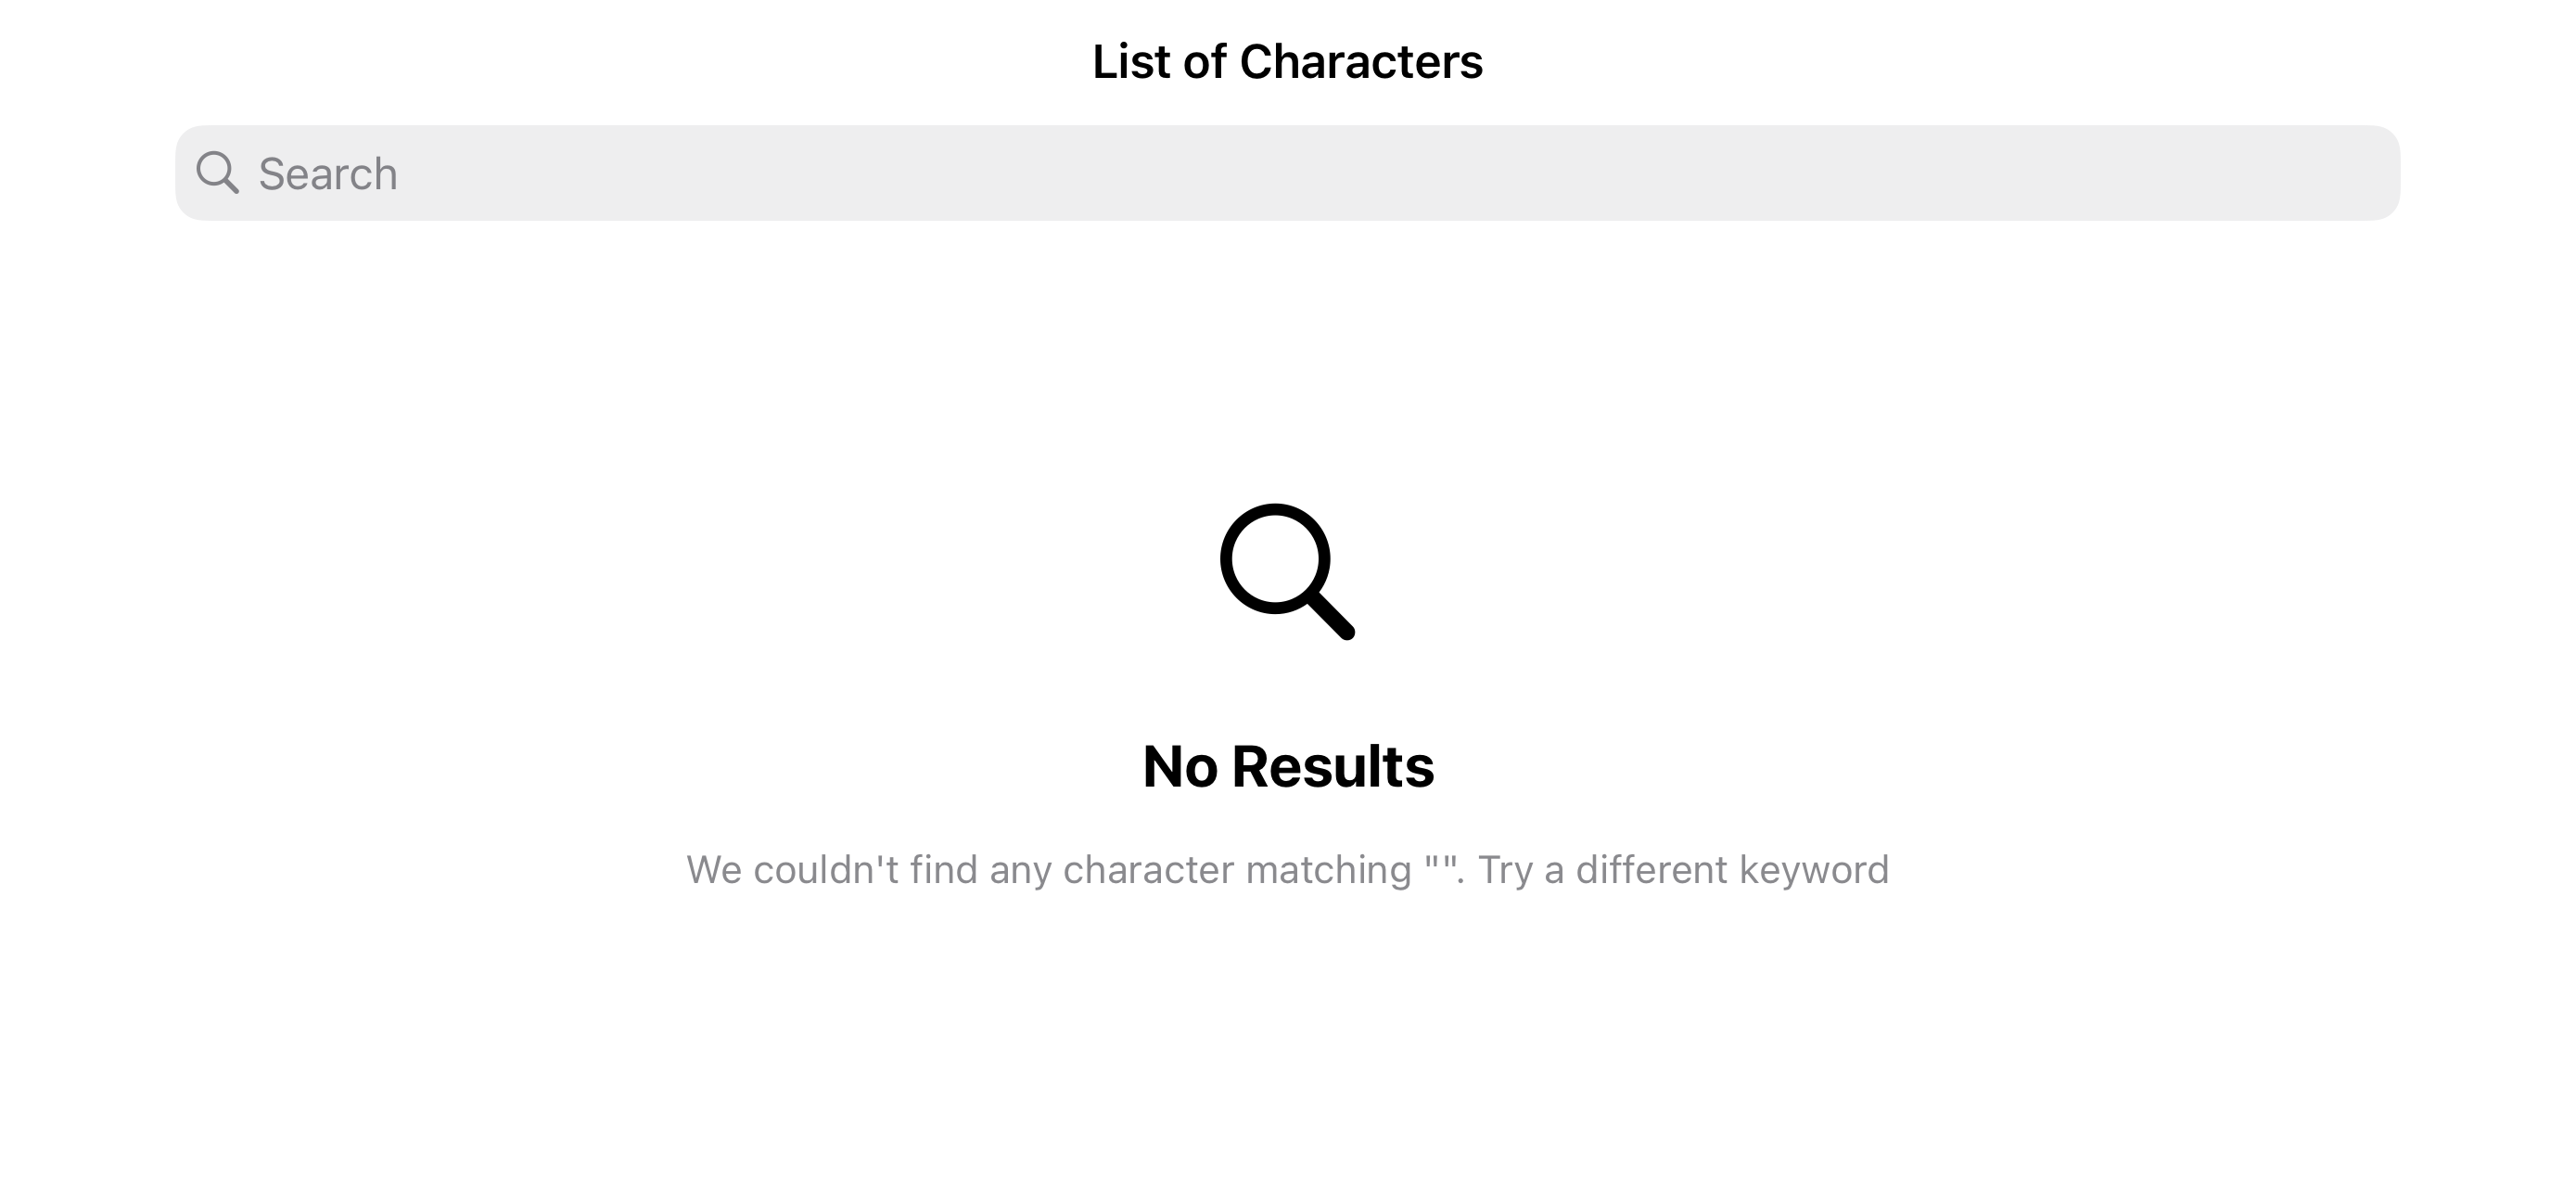 List of Characters
Search
No Results
We couldn't find any character matching "". Try a different keyword